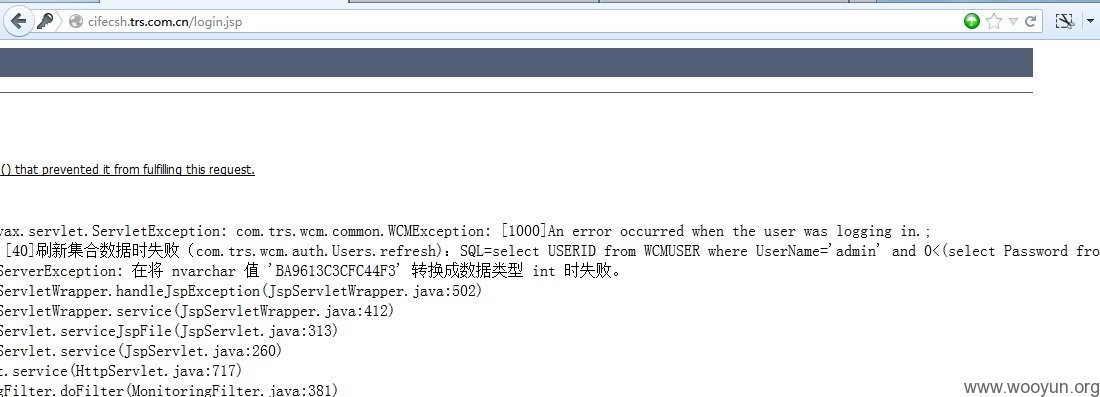 cifecsh.trs.com.cn/login.jsp
() that prevented it from fulfilling this request.
vax.servlet.ServletException: com.trs.wcm.common.WCMException: [1000]An error occurred when the user was logging in.;
[40]刷新集合数据时失败（com.trs.wcm.auth.Users.refresh）：SQL=select USERID from WCMUSER where UserName='admin' and 0<(select Password fro
ServerException: 在将 nvarchar 值 'BA9613C3CFC44F3' 转换成数据类型 int 时失败。
ServletWrapper.handleJspException(JspServletWrapper.java:502)
ServletWrapper.service(JspServletWrapper.java:412)
Servlet.serviceJspFile(JspServlet.java:313)
Servlet.service(JspServlet.java:260)
t.service(HttpServlet.java:717)
gFilter.doFilter(MonitoringFilter.java:381)
www.wooyun.org